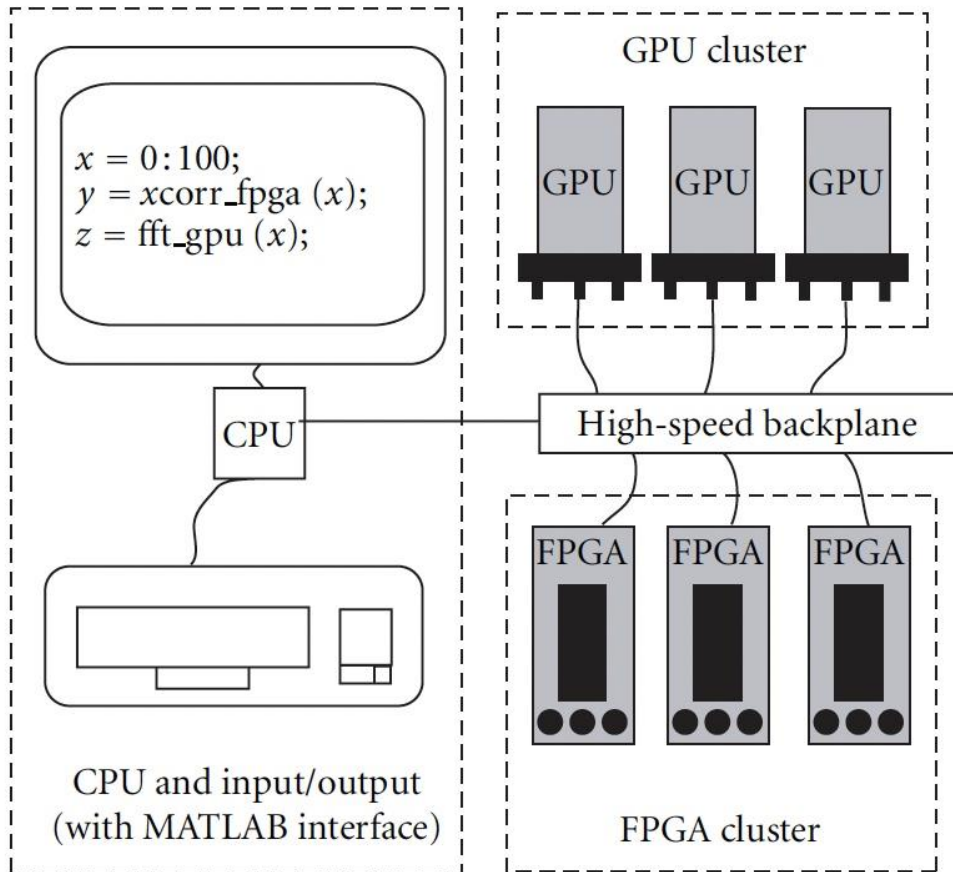 x = 0:100;
y = xcorr_fpga (x);
z = fft_gpu (x);
CPU
CPU and input/output
(with MATLAB interface)
GPU cluster
GPU
GPU
GPU
High-speed backplane
FPGA
FPGA
FPGA
FPGA cluster